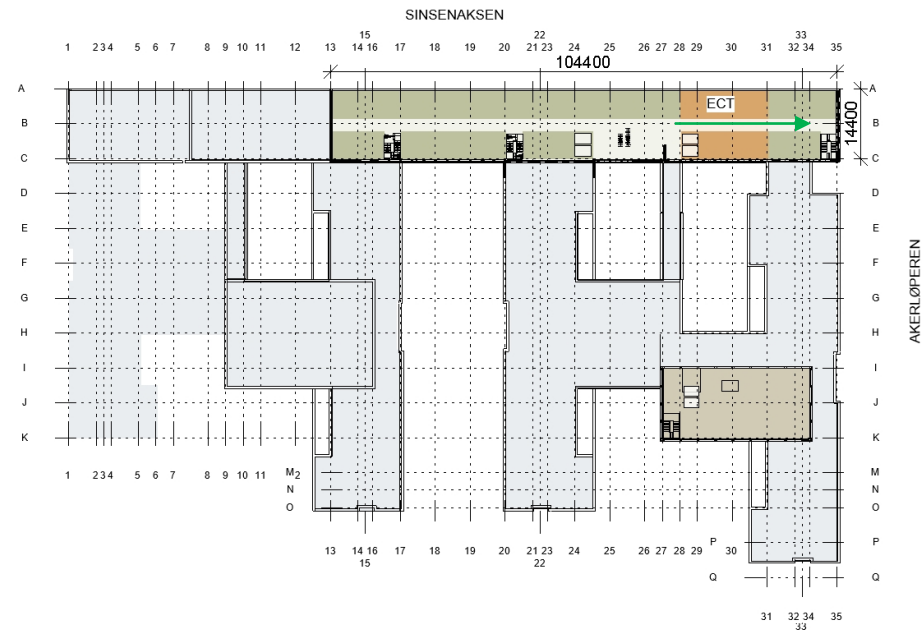 SINSENAKSEN
15 22 33
1 2 3 4 5 6 7 8 9 10 11 12 13 14 16 17 18 19 20 21 23 24 25 26 27 28 29 30 31 32 34 35
104400
A A
ECT
B B
14400
C C
D D
E E
F F
G G
H H
AKERLØPEREN
I I
J J
K K
1 2 3 4 5 6 7 8 9 10 11 2
M M
N N
O O
P P
13 14 16 17 18 19 20 21 23 24 25 26 27 28 29 30
15 22
Q Q
31 32 34 35
33